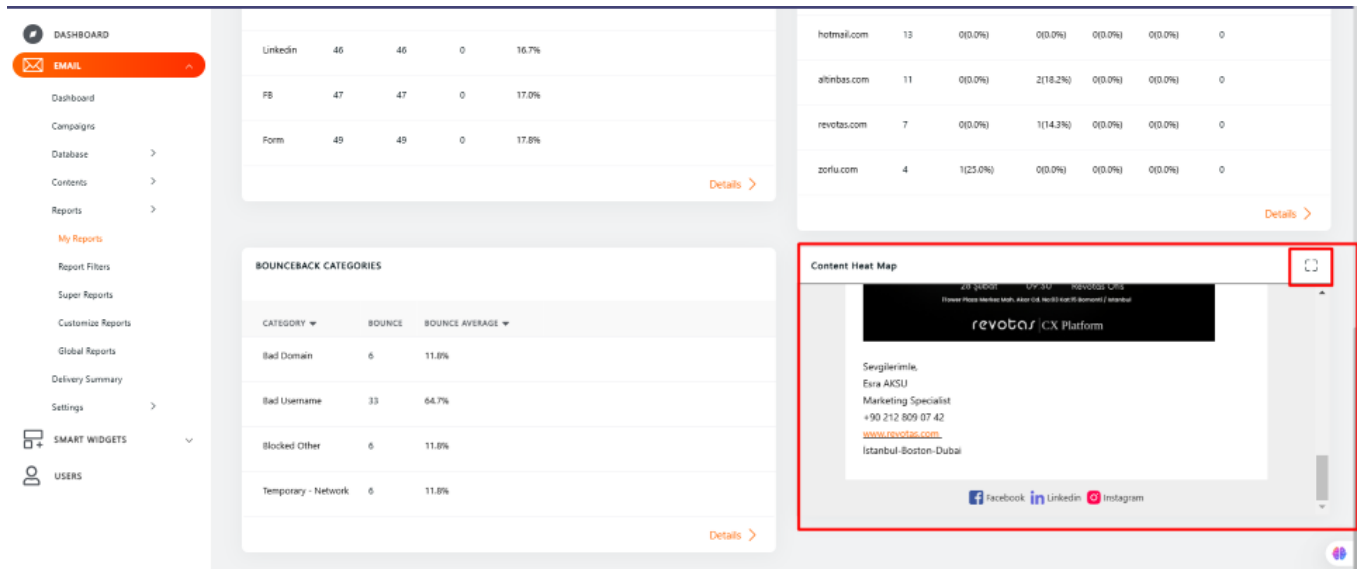 DASHBOARD
EMAIL
Dashboard
Campaigns
Database
Contents
Reports
My Reports
Report Filters
Super Reports
Customize Reports
Global Reports
Delivery Summary
Settings
SMART WIDGETS
USERS
Linkedin 46 46 0 16.7%
FB 47 47 0 17.0%
Form 49 49 0 17.8%
Details
hotmail.com 13 0(0.0%) 0(0.0%) 0(0.0%) 0(0.0%) 0
altinbas.com 11 0(0.0%) 2(18.2%) 0(0.0%) 0(0.0%) 0
revotas.com 7 0(0.0%) 1(14.3%) 0(0.0%) 0(0.0%) 0
zorlu.com 4 1(25.0%) 0(0.0%) 0(0.0%) 0(0.0%) 0
Details
BOUNCEBACK CATEGORIES
CATEGORY BOUNCE BOUNCE AVERAGE
Bad Domain 6 11.8%
Bad Username 33 64.7%
Blocked Other 6 11.8%
Temporary - Network 6 11.8%
Details
Content Heat Map
28 Şubat 09:30 Revotas Ofis
revotas CX Platform
Sevgilerimle,
Esra AKSU
Marketing Specialist
+90 212 809 07 42
www.revotas.com
İstanbul-Boston-Dubai
Facebook Linkedin Instagram